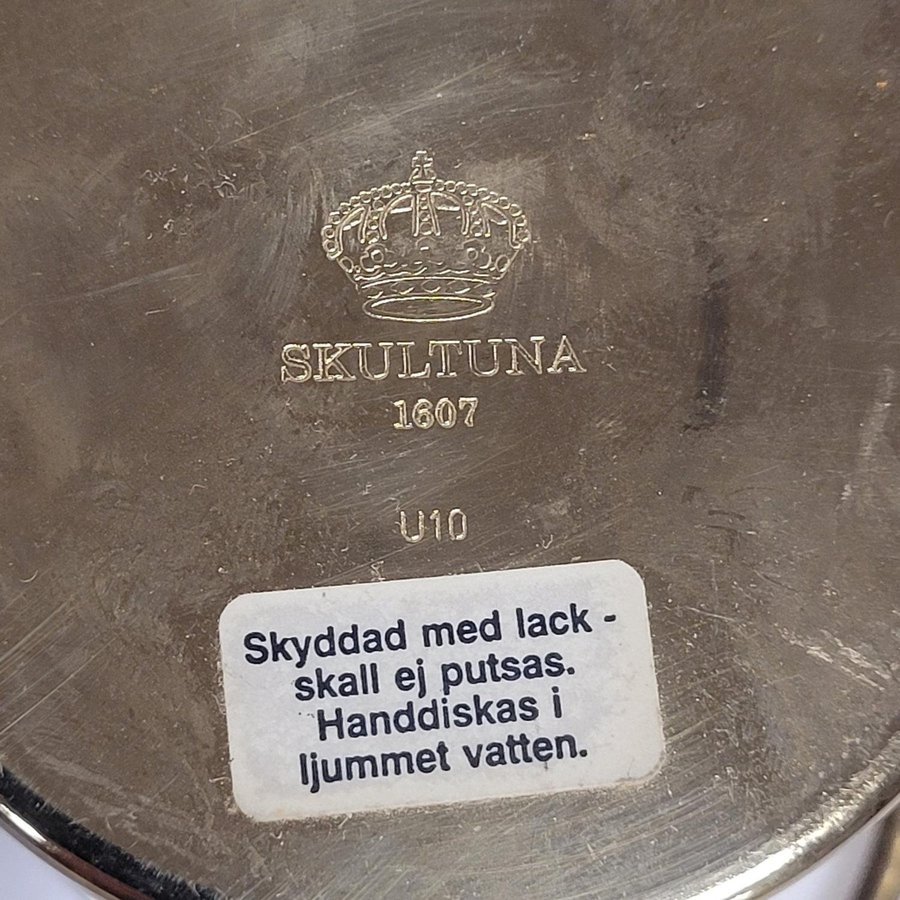 SKULTUNA
1607
U10
Skyddad med lack -
skall ej putsas.
Handdiskas i
ljummet vatten.